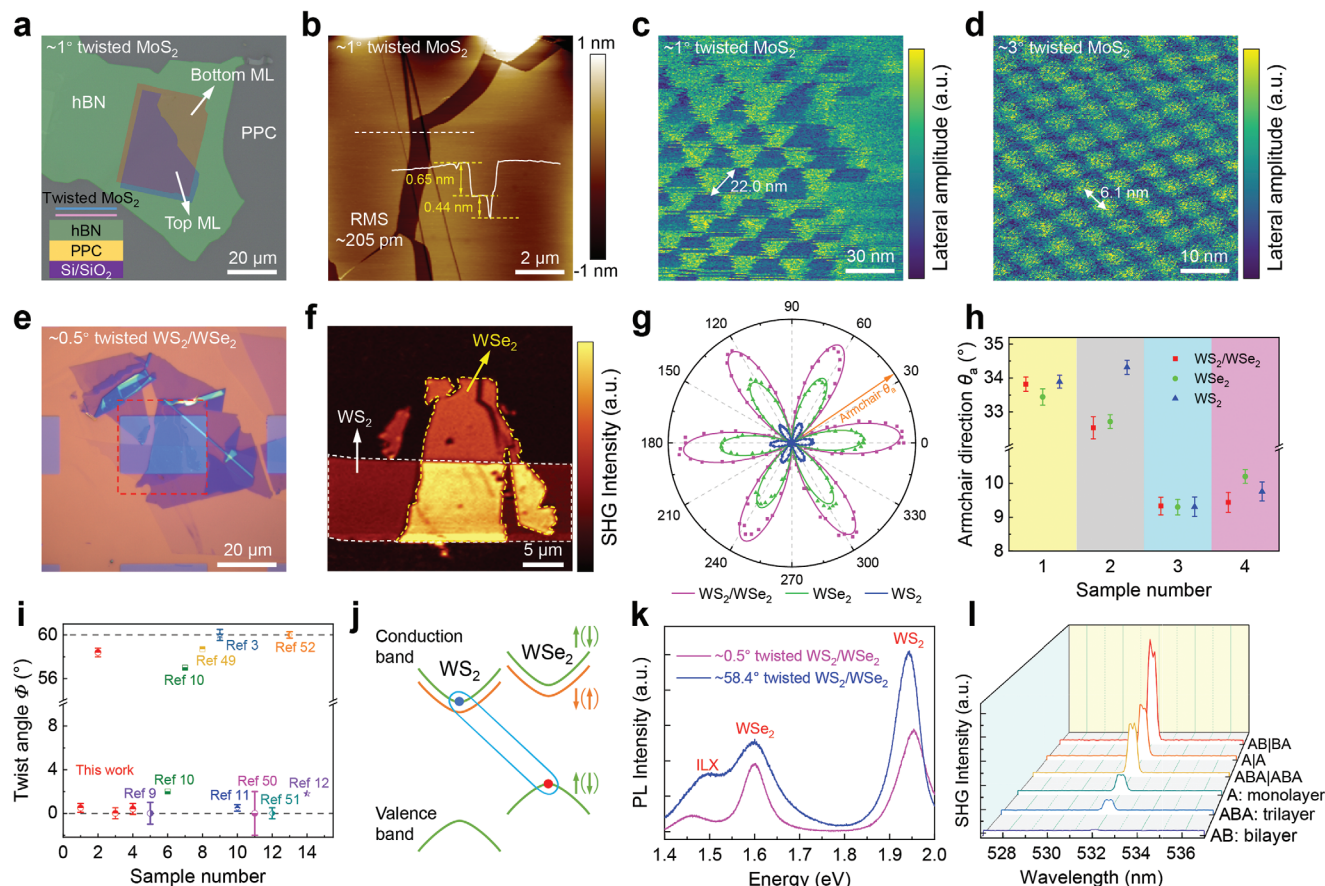 a
~1° twisted MoS₂
Bottom ML
hBN
PPC
Twisted MoS₂
Top ML
hBN
PPC
Si/SiO₂
20 μm
b
~1° twisted MoS₂
1 nm
0.65 nm
0.44 nm
RMS
~205 pm
2 μm
-1 nm
c
~1° twisted MoS₂
22.0 nm
30 nm
Lateral amplitude (a.u.)
d
~3° twisted MoS₂
6.1 nm
10 nm
Lateral amplitude (a.u.)
e
~0.5° twisted WS₂/WSe₂
20 μm
f
WSe₂
WS₂
5 μm
SHG Intensity (a.u.)
g
90
120 60
30
Armchair θₐ
180 0
210 330
240 300
270
WS₂/WSe₂ WSe₂ WS₂
h
Armchair direction θₐ (°)
34
33
10
9
8
WS₂/WSe₂
WSe₂
WS₂
1 2 3 4
Sample number
i
Twist angle Φ (°)
60
56
4
0
Ref 3
Ref 52
Ref 49
Ref 10
This work
Ref 10
Ref 50
Ref 9
Ref 11
Ref 51
Ref 12
0 2 4 6 8 10 12 14
Sample number
j
Conduction
band
WS₂
WSe₂
↑(↓)
↓(↑)
↑(↓)
Valence
band
k
PL Intensity (a.u.)
WS₂
~0.5° twisted WS₂/WSe₂
~58.4° twisted WS₂/WSe₂
WSe₂
ILX
1.4 1.5 1.6 1.7 1.8 1.9 2.0
Energy (eV)
l
SHG Intensity (a.u.)
AB|BA
A|A
ABA|ABA
A: monolayer
ABA: trilayer
AB: bilayer
528 530 532 534 536
Wavelength (nm)